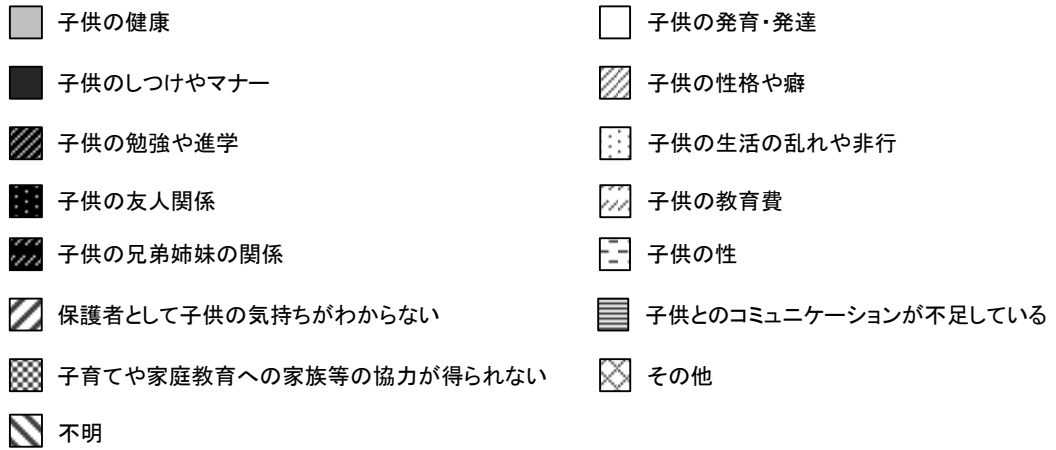 子供の健康
子供の発育・発達
子供のしつけやマナー
子供の性格や癖
子供の勉強や進学
子供の生活の乱れや非行
子供の友人関係
子供の教育費
子供の兄弟姉妹の関係
子供の性
保護者として子供の気持ちがわからない
子供とのコミュニケーションが不足している
子育てや家庭教育への家族等の協力が得られない
その他
不明